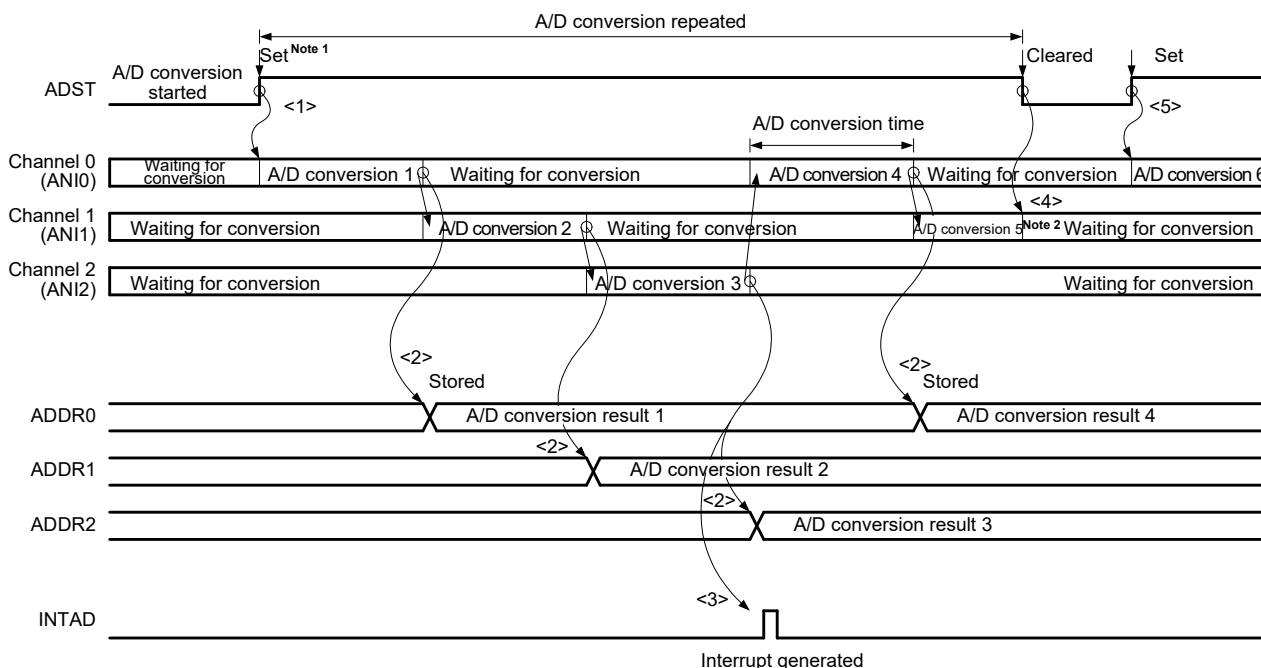 A/D conversion repeated
Set Note 1
Cleared
Set
ADST
A/D conversion
started
<1>
<5>
A/D conversion time
Channel 0
(ANI0)
Waiting for
conversion
A/D conversion 1
Waiting for conversion
A/D conversion 4
Waiting for conversion
A/D conversion 6
<4>
Channel 1
(ANI1)
Waiting for conversion
A/D conversion 2
Waiting for conversion
A/D conversion 5 Note 2
Waiting for conversion
Channel 2
(ANI2)
Waiting for conversion
A/D conversion 3
Waiting for conversion
<2>
Stored
<2>
Stored
ADDR0
A/D conversion result 1
A/D conversion result 4
<2>
ADDR1
A/D conversion result 2
<2>
ADDR2
A/D conversion result 3
<3>
INTAD
Interrupt generated